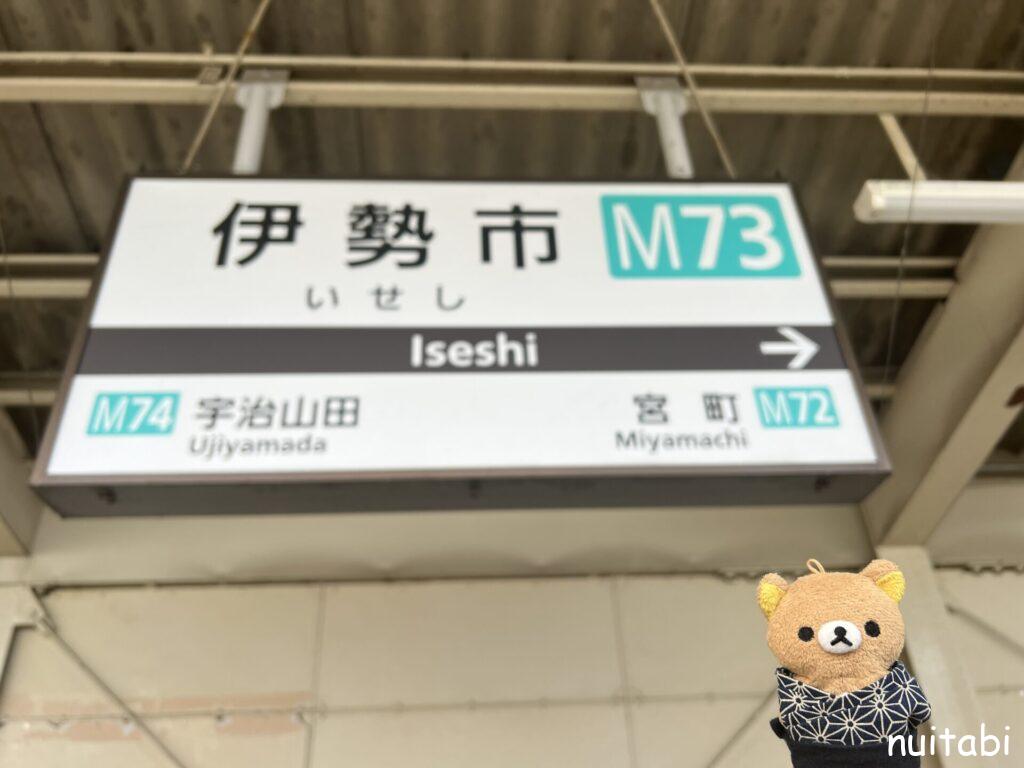 伊勢市 M73
いせし
Iseshi →
M74 宇治山田 宮町 M72
Ujiyamada Miyamachi
nuitabi